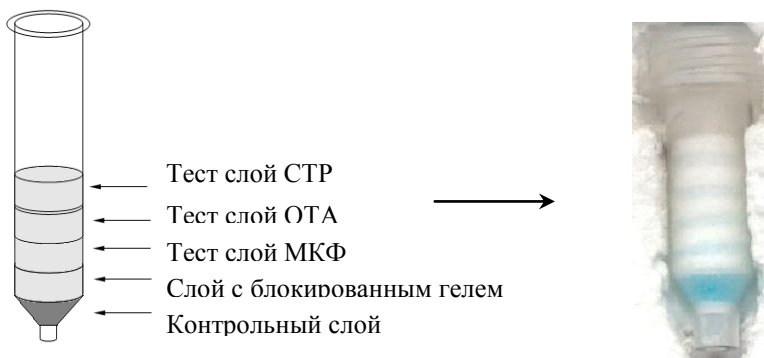 Тест слой СТР
Тест слой ОТА
Тест слой МКФ
Слой с блокированным гелем
Контрольный слой